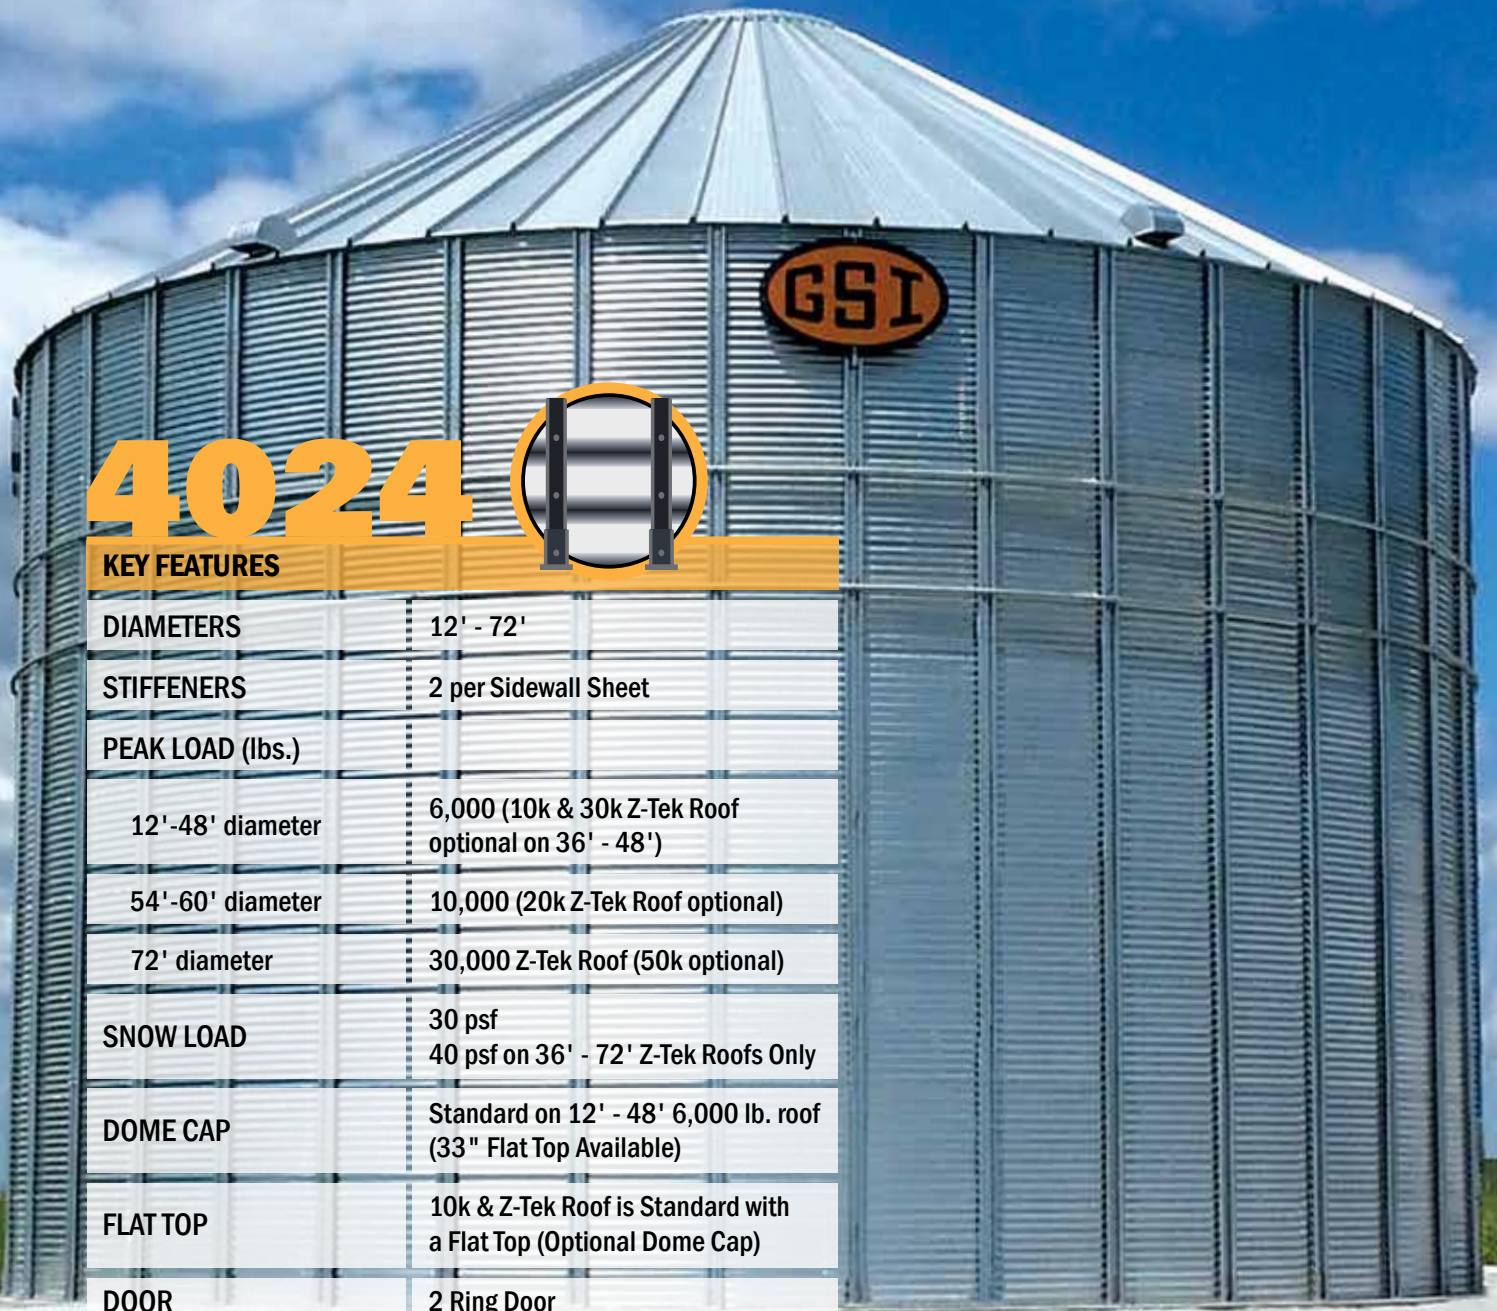 GSI
4024
KEY FEATURES
DIAMETERS
12' - 72'
STIFFENERS
2 per Sidewall Sheet
PEAK LOAD (lbs.)
12'-48' diameter
6,000 (10k & 30k Z-Tek Roof
optional on 36' - 48')
54'-60' diameter
10,000 (20k Z-Tek Roof optional)
72' diameter
30,000 Z-Tek Roof (50k optional)
SNOW LOAD
30 psf
40 psf on 36' - 72' Z-Tek Roofs Only
DOME CAP
Standard on 12' - 48' 6,000 lb. roof
(33" Flat Top Available)
FLAT TOP
10k & Z-Tek Roof is Standard with
a Flat Top (Optional Dome Cap)
DOOR
2 Ring Door